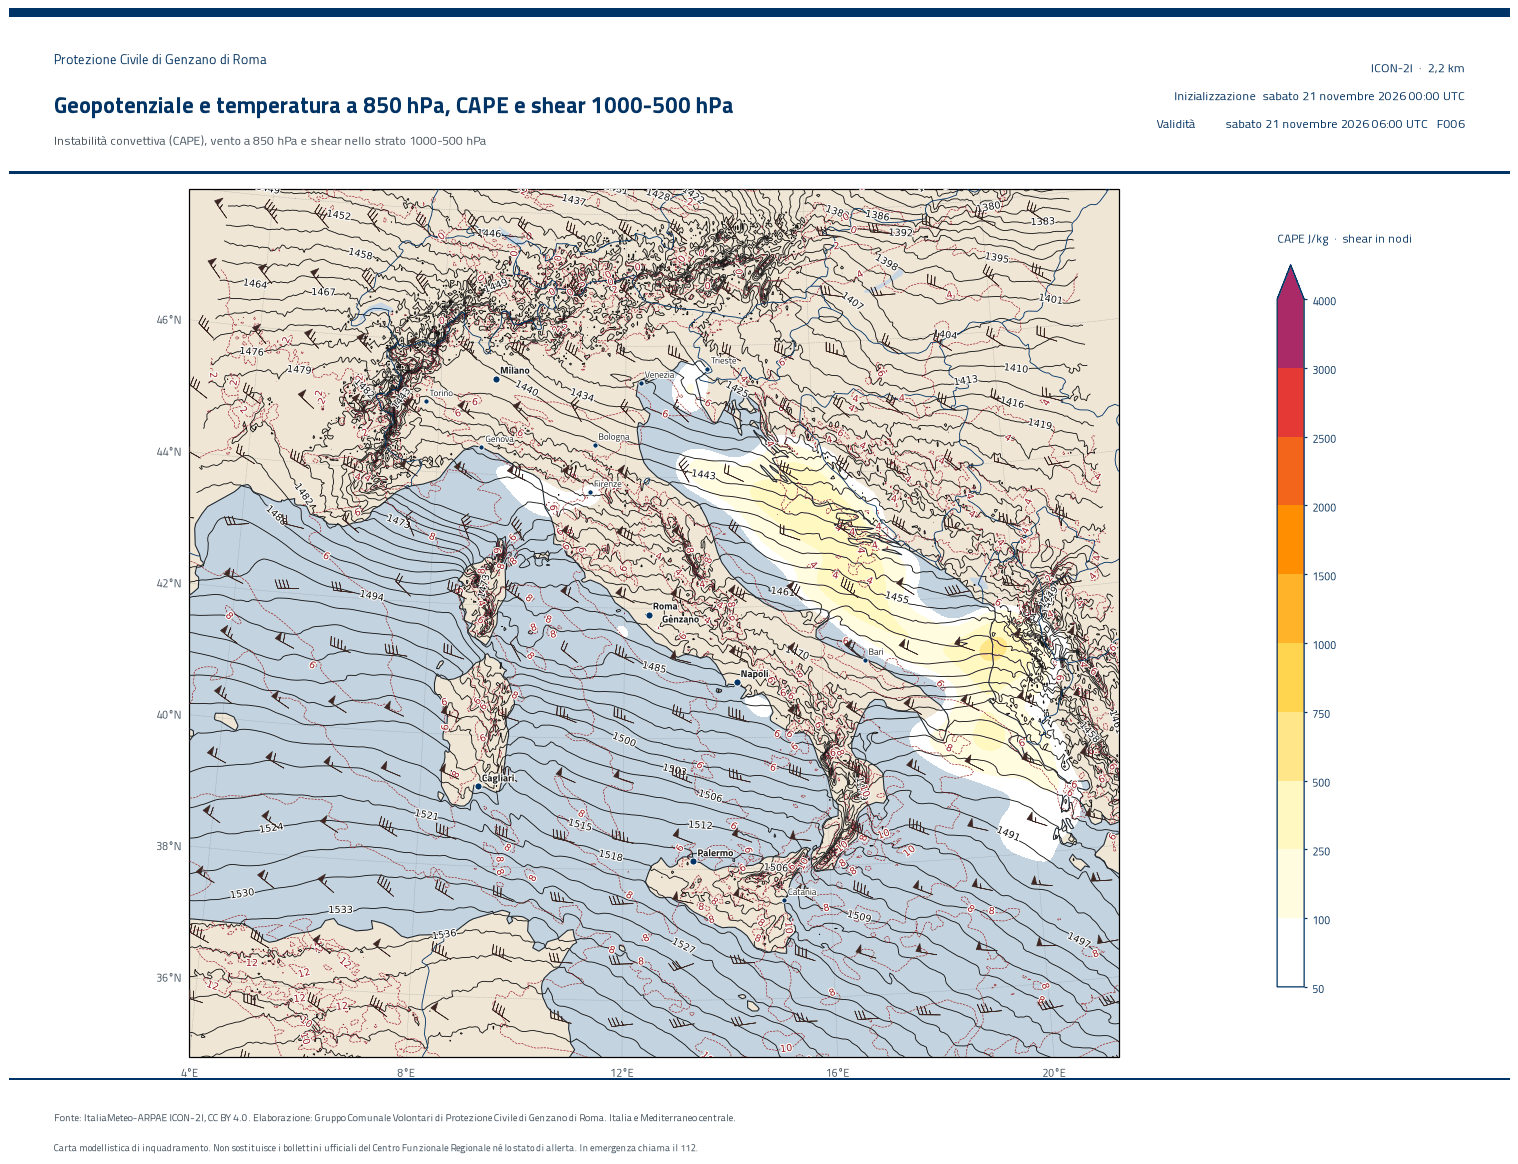 Protezione Civile di Genzano di Roma
Geopotenziale e temperatura a 850 hPa, CAPE e shear 1000-500 hPa
Instabilità convettiva (CAPE), vento a 850 hPa e shear nello strato 1000-500 hPa
ICON-2I · 2,2 km
Inizializzazione sabato 21 novembre 2026 00:00 UTC
Validità sabato 21 novembre 2026 06:00 UTC F006
CAPE J/kg · shear in nodi
4000
3000
2500
2000
1500
1000
750
500
250
100
50
46°N
44°N
42°N
40°N
38°N
36°N
4°E
8°E
12°E
16°E
20°E
Milano
Torino
Venezia
Trieste
Genova
Bologna
Firenze
Roma
Genzano
Napoli
Bari
Cagliari
Palermo
Catania
1452
1437
1428
1422
1386
1380
1383
1392
1446
1458
1395
1398
1464
1467
1449
1407
1401
1404
1476
1479
1410
1413
1440
1434
1425
1416
1419
1443
1482
1473
1494
1461
1455
1470
1485
1500
1503
1506
1521
1515
1512
1524
1518
1491
1506
1530
1533
1509
1536
1527
1497
Fonte: ItaliaMeteo-ARPAE ICON-2I, CC BY 4.0. Elaborazione: Gruppo Comunale Volontari di Protezione Civile di Genzano di Roma. Italia e Mediterraneo centrale.
Carta modellistica di inquadramento. Non sostituisce i bollettini ufficiali del Centro Funzionale Regionale né lo stato di allerta. In emergenza chiama il 112.